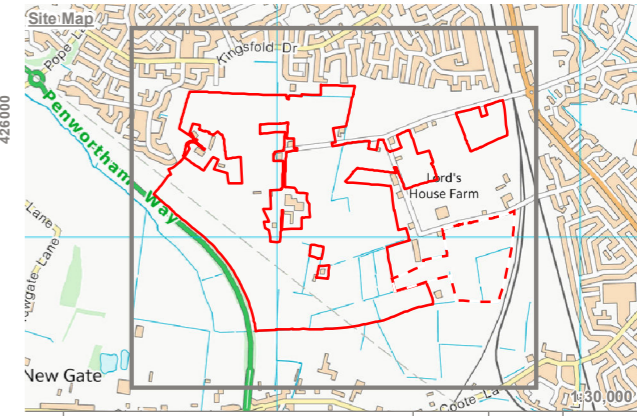 Site Map
Pope L
Kingsfold Dr
426000
Penwortham Way
Lord's
House Farm
Lane
wgate Lane
New Gate
Coote La
1:30,000